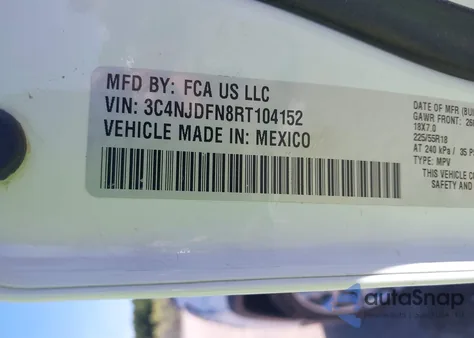 MFD BY: FCA US LLC
VIN: 3C4NJDFN8RT104152
VEHICLE MADE IN: MEXICO
DATE OF MFR
GAWR FRONT:
18X7.0
225/55R18
AT 240 kPa / 35
TYPE: MPV
THIS
SAFETY AND
autoSnap